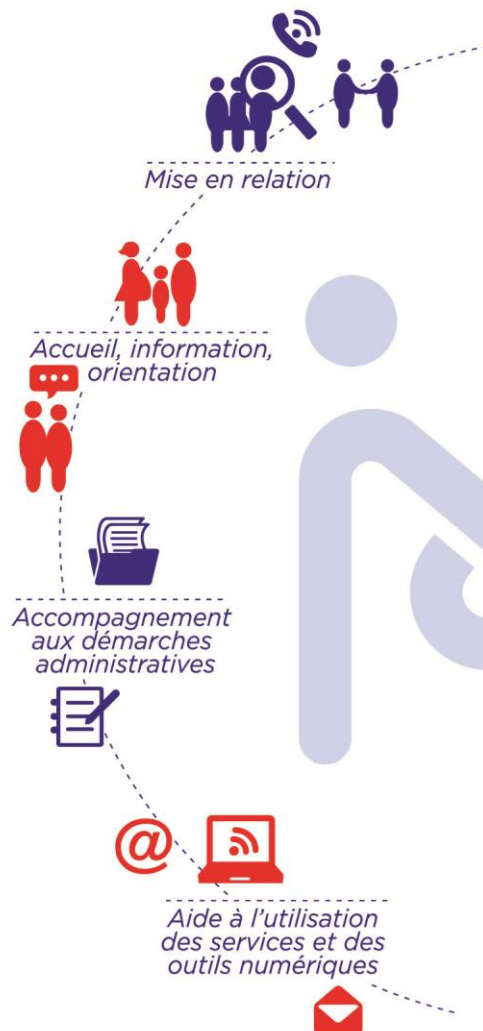 Mise en relation
Accueil, information,
orientation
Accompagnement
aux démarches
administratives
@
Aide à l'utilisation
des services et des
outils numériques